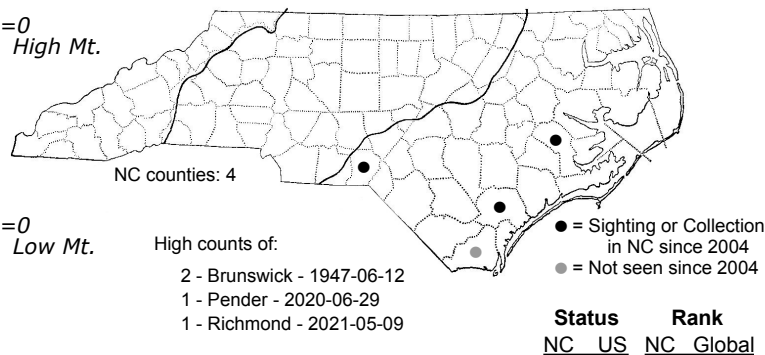 =0
High Mt.
NC counties: 4
=0
Low Mt.
High counts of:
2 - Brunswick - 1947-06-12
1 - Pender - 2020-06-29
1 - Richmond - 2021-05-09
= Sighting or Collection
in NC since 2004
= Not seen since 2004
Status Rank
NC US NC Global